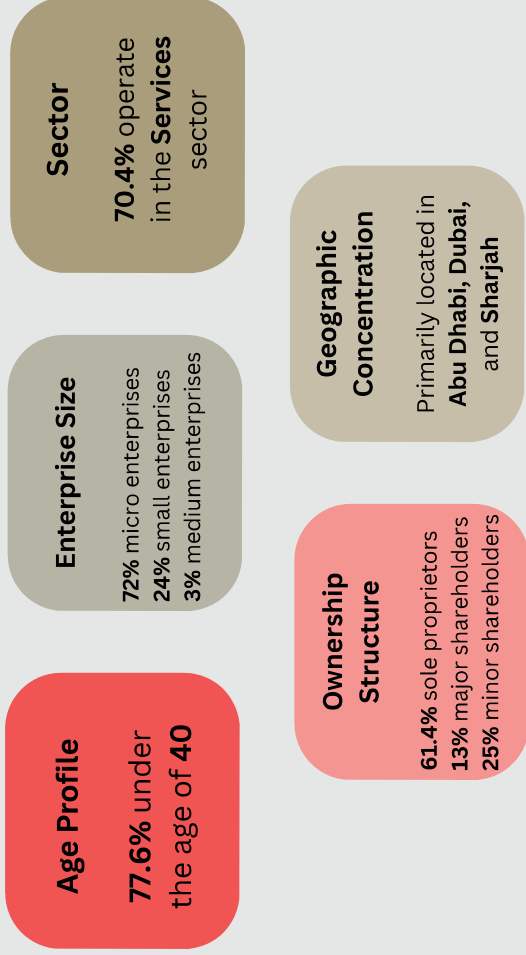 Age Profile
77.6% under
the age of 40
Enterprise Size
72% micro enterprises
24% small enterprises
3% medium enterprises
Sector
70.4% operate
in the Services
sector
Ownership
Structure
61.4% sole proprietors
13% major shareholders
25% minor shareholders
Geographic
Concentration
Primarily located in
Abu Dhabi, Dubai,
and Sharjah